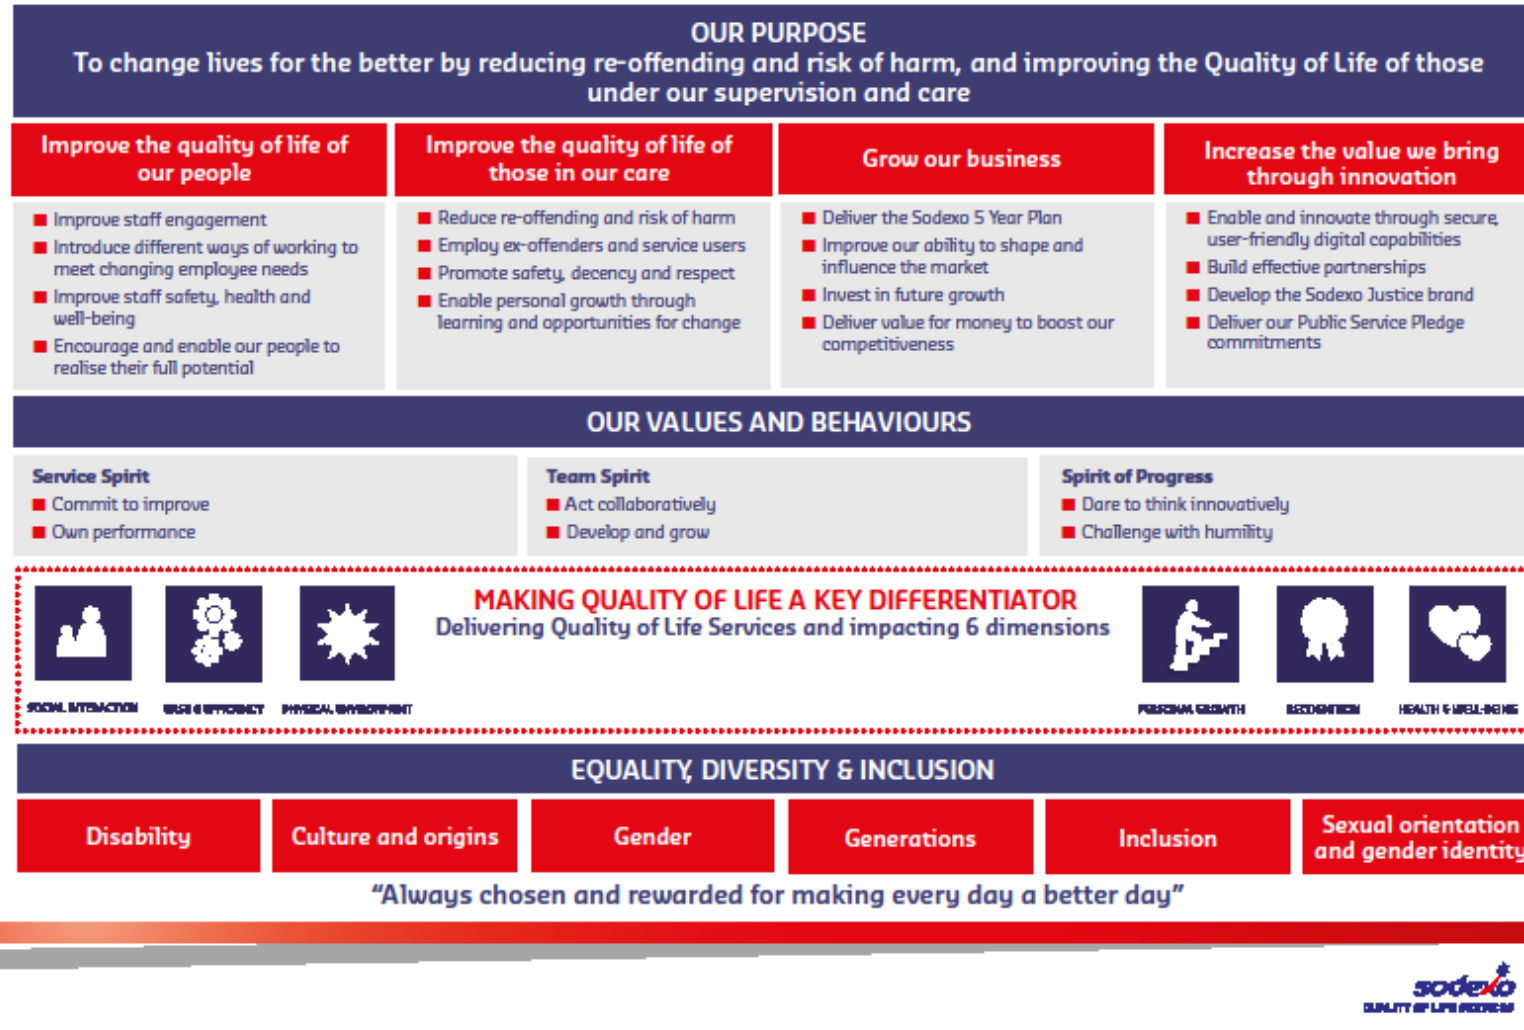 OUR PURPOSE
To change lives for the better by reducing re-offending and risk of harm, and improving the Quality of Life of those
under our supervision and care
Improve the quality of life of
our people
Improve staff engagement
Introduce different ways of working to
meet changing employee needs
Improve staff safety, health and
well-being
Encourage and enable our people to
realise their full potential
Improve the quality of life of
those in our care
Reduce re-offending and risk of harm
Employ ex-offenders and service users
Promote safety, decency and respect
Enable personal growth through
learning and opportunities for change
Grow our business
Deliver the Sodexo 5 Year Plan
Improve our ability to shape and
influence the market
Invest in future growth
Deliver value for money to boost our
competitiveness
Increase the value we bring
through innovation
Enable and innovate through secure,
user-friendly digital capabilities
Build effective partnerships
Develop the Sodexo Justice brand
Deliver our Public Service Pledge
commitments
OUR VALUES AND BEHAVIOURS
Service Spirit
Commit to improve
Own performance
Team Spirit
Act collaboratively
Develop and grow
Spirit of Progress
Dare to think innovatively
Challenge with humility
MAKING QUALITY OF LIFE A KEY DIFFERENTIATOR
Delivering Quality of Life Services and impacting 6 dimensions
SOCIAL INTERACTION
EASE & EFFICIENCY
PHYSICAL ENVIRONMENT
PERSONAL GROWTH
RECOGNITION
HEALTH & WELL-BEING
EQUALITY, DIVERSITY & INCLUSION
Disability
Culture and origins
Gender
Generations
Inclusion
Sexual orientation
and gender identity
“Always chosen and rewarded for making every day a better day”
sodexo
QUALITY OF LIFE SERVICES